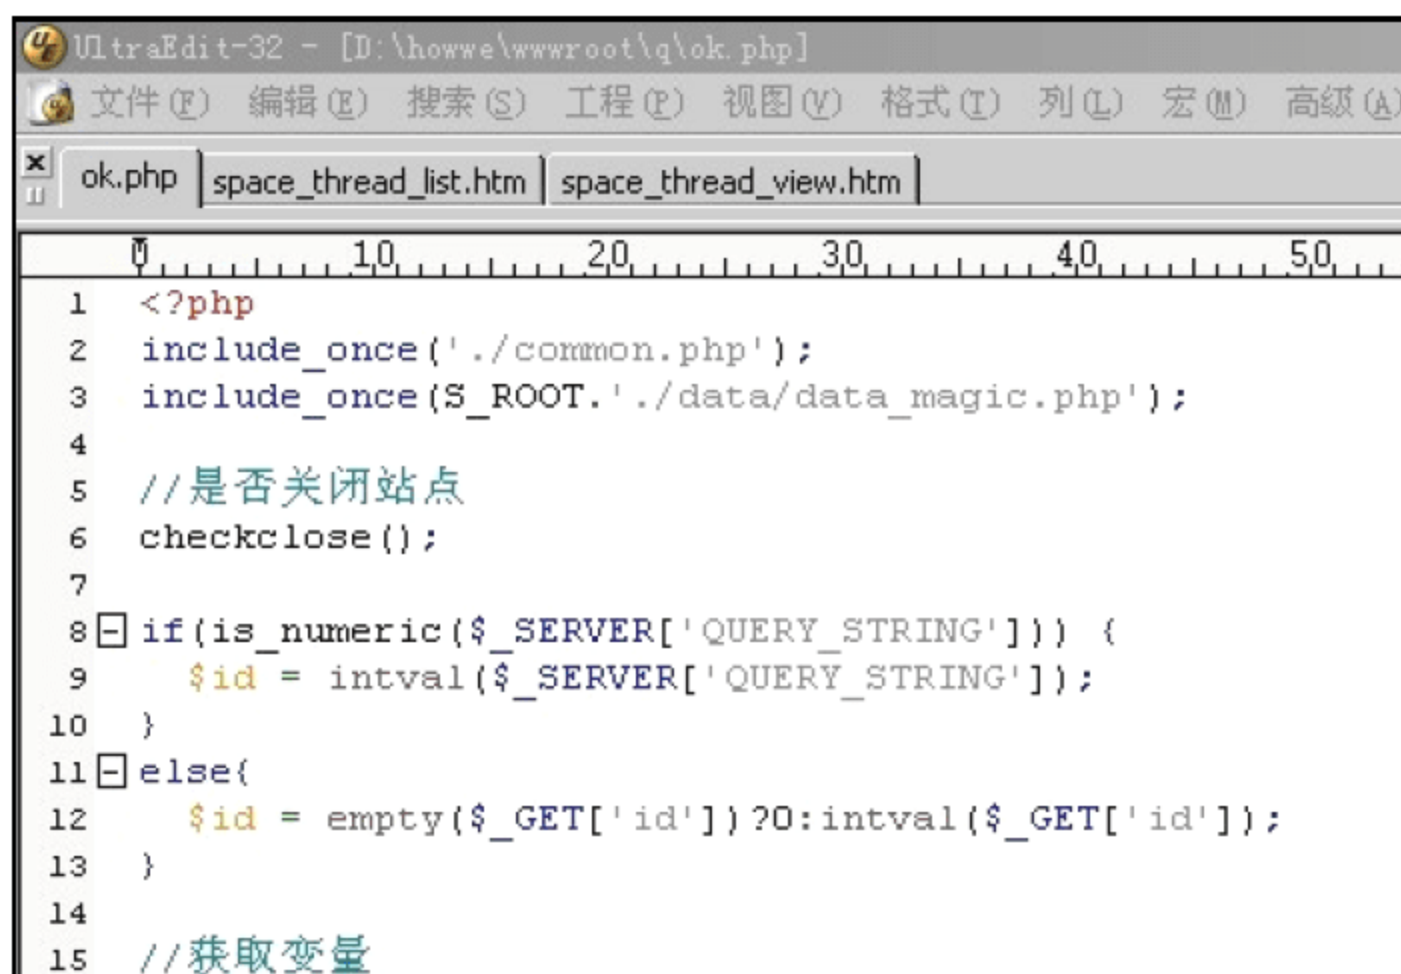 UltraEdit-32 - [D:\howwe\wwwroot\q\ok.php]
文件(F) 编辑(E) 搜索(S) 工程(P) 视图(V) 格式(T) 列(L) 宏(M) 高级(A)
ok.php space_thread_list.htm space_thread_view.htm
0 10 20 30 40 50
1 <?php
2 include_once('./common.php');
3 include_once(S_ROOT.'./data/data_magic.php');
4
5 //是否关闭站点
6 checkclose();
7
8 if(is_numeric($_SERVER['QUERY_STRING'])) {
9 $id = intval($_SERVER['QUERY_STRING']);
10 }
11 else{
12 $id = empty($_GET['id'])?0:intval($_GET['id']);
13 }
14
15 //获取变量